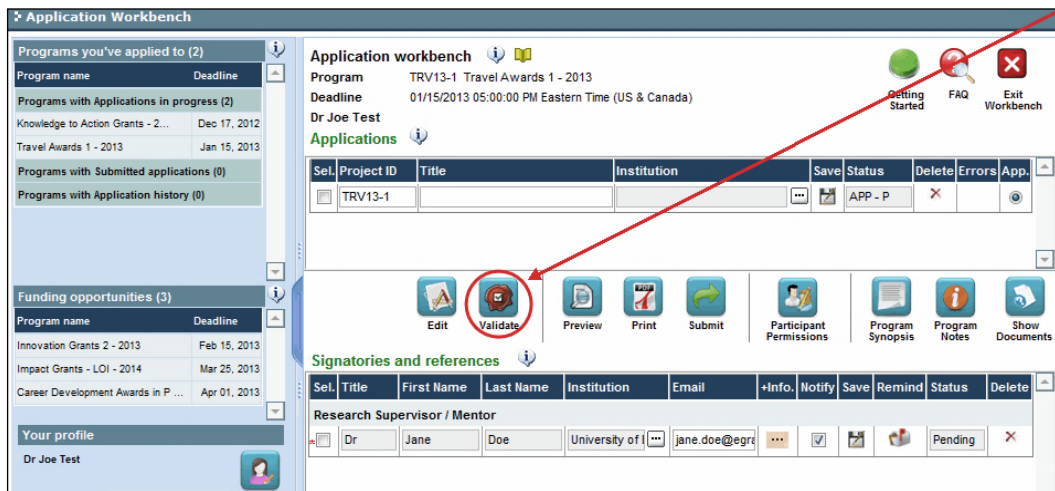 Application Workbench
Programs you've applied to (2)
Program name Deadline
Programs with Applications in progress (2)
Knowledge to Action Grants - 2... Dec 17, 2012
Travel Awards 1 - 2013 Jan 15, 2013
Programs with Submitted applications (0)
Programs with Application history (0)
Funding opportunities (3)
Program name Deadline
Innovation Grants 2 - 2013 Feb 15, 2013
Impact Grants - LOI - 2014 Mar 25, 2013
Career Development Awards in P ... Apr 01, 2013
Your profile
Dr Joe Test
Application workbench
Program TRV13-1 Travel Awards 1 - 2013
Deadline 01/15/2013 05:00:00 PM Eastern Time (US & Canada)
Dr Joe Test
Getting Started
FAQ
Exit Workbench
Applications
Sel. Project ID Title Institution Save Status Delete Errors App.
TRV13-1 ... APP - P
Edit Validate Preview Print Submit Participant Permissions Program Synopsis Program Notes Show Documents
Signatories and references
Sel. Title First Name Last Name Institution Email +Info. Notify Save Remind Status Delete
Research Supervisor / Mentor
Dr Jane Doe University of ... jane.doe@egra ... Pending